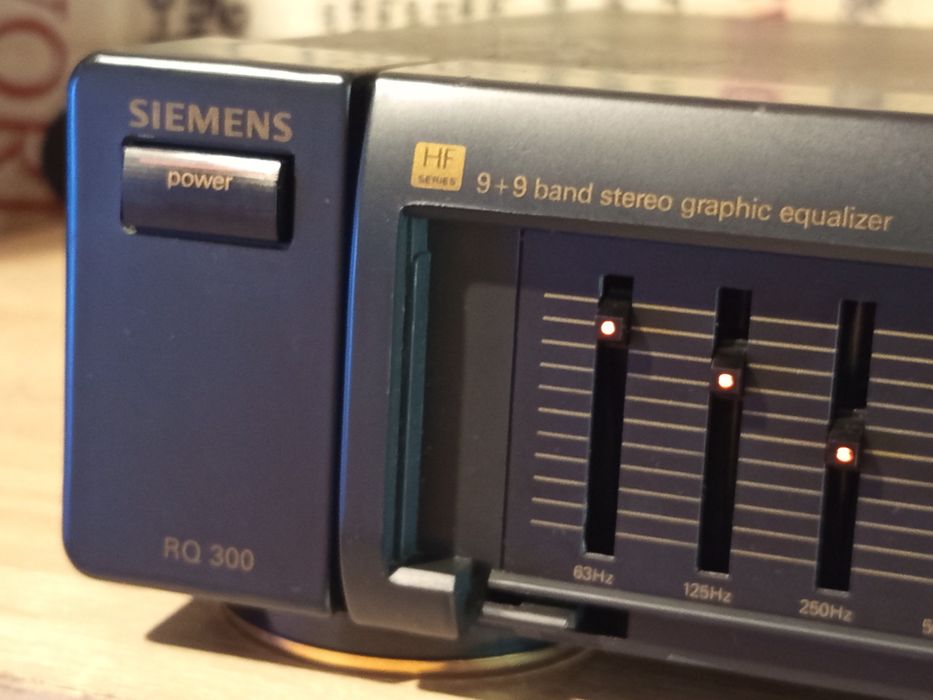 SIEMENS
power
HF
SERIES
9+9 band stereo graphic equalizer
63Hz
125Hz
250Hz
RQ 300